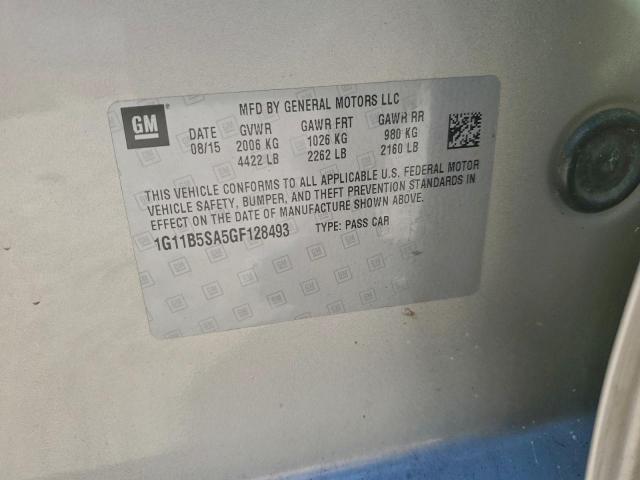 GM
MFD BY GENERAL MOTORS LLC
DATE GVWR GAWR FRT GAWR RR
08/15 2006 KG 1026 KG 980 KG
4422 LB 2262 LB 2160 LB
THIS VEHICLE CONFORMS TO ALL APPLICABLE U.S. FEDERAL MOTOR
VEHICLE SAFETY, BUMPER, AND THEFT PREVENTION STANDARDS IN
EFFECT ON THE DATE OF MANUFACTURE SHOWN ABOVE.
1G11B5SA5GF128493 TYPE: PASS CAR